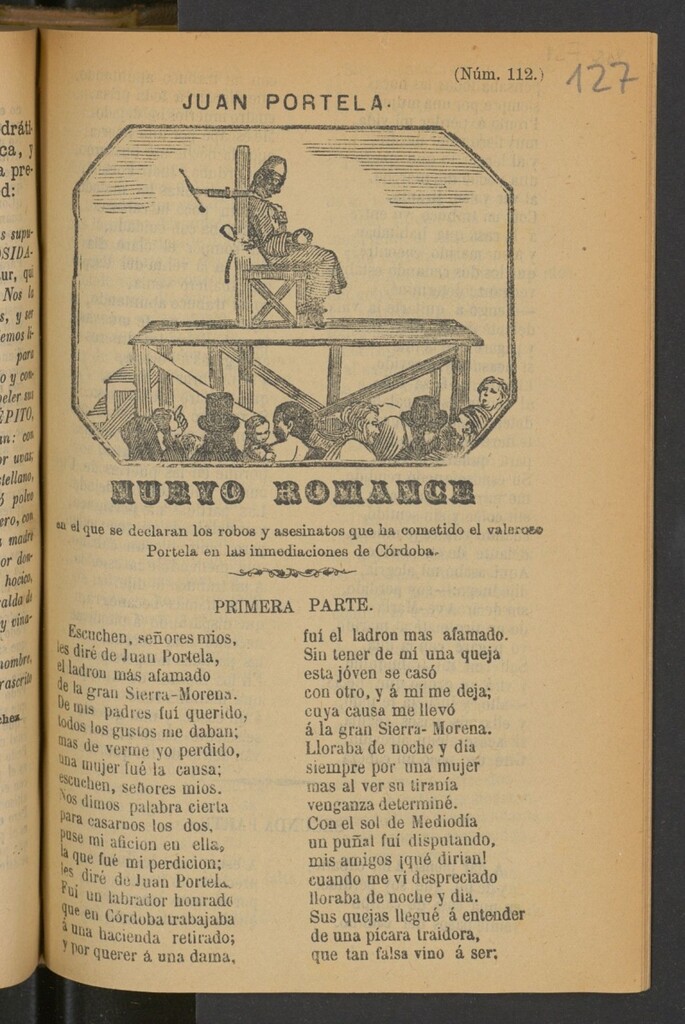 (Núm. 112.)
127
JUAN PORTELA.
NUEVO ROMANCE
en el que se declaran los robos y asesinatos que ha cometido el valeroso
Portela en las inmediaciones de Córdoba.
PRIMERA PARTE.
Escuchen, señores mios,
les diré de Juan Portela,
el ladron más afamado
de la gran Sierra-Morena.
De mis padres fuí querido,
todos los gustos me daban;
mas de verme yo perdido,
una mujer fué la causa;
escuchen, señores mios.
Nos dimos palabra cierta
para casarnos los dos,
puse mi aficion en ella,
la que fué mi perdicion;
les diré de Juan Portela.
Fuí un labrador honrado
que en Córdoba trabajaba
á una hacienda retirado;
y por querer á una dama,
fuí el ladron mas afamado.
Sin tener de mí una queja
esta jóven se casó
con otro, y á mí me deja;
cuya causa me llevó
á la gran Sierra- Morena.
Lloraba de noche y dia
siempre por una mujer
mas al ver su tiranía
venganza determiné.
Con el sol de Mediodía
un puñal fuí disputando,
mis amigos ¡qué dirian!
cuando me ví despreciado
lloraba de noche y dia.
Sus quejas llegué á entender
de una pícara traidora,
que tan falsa vino á ser;